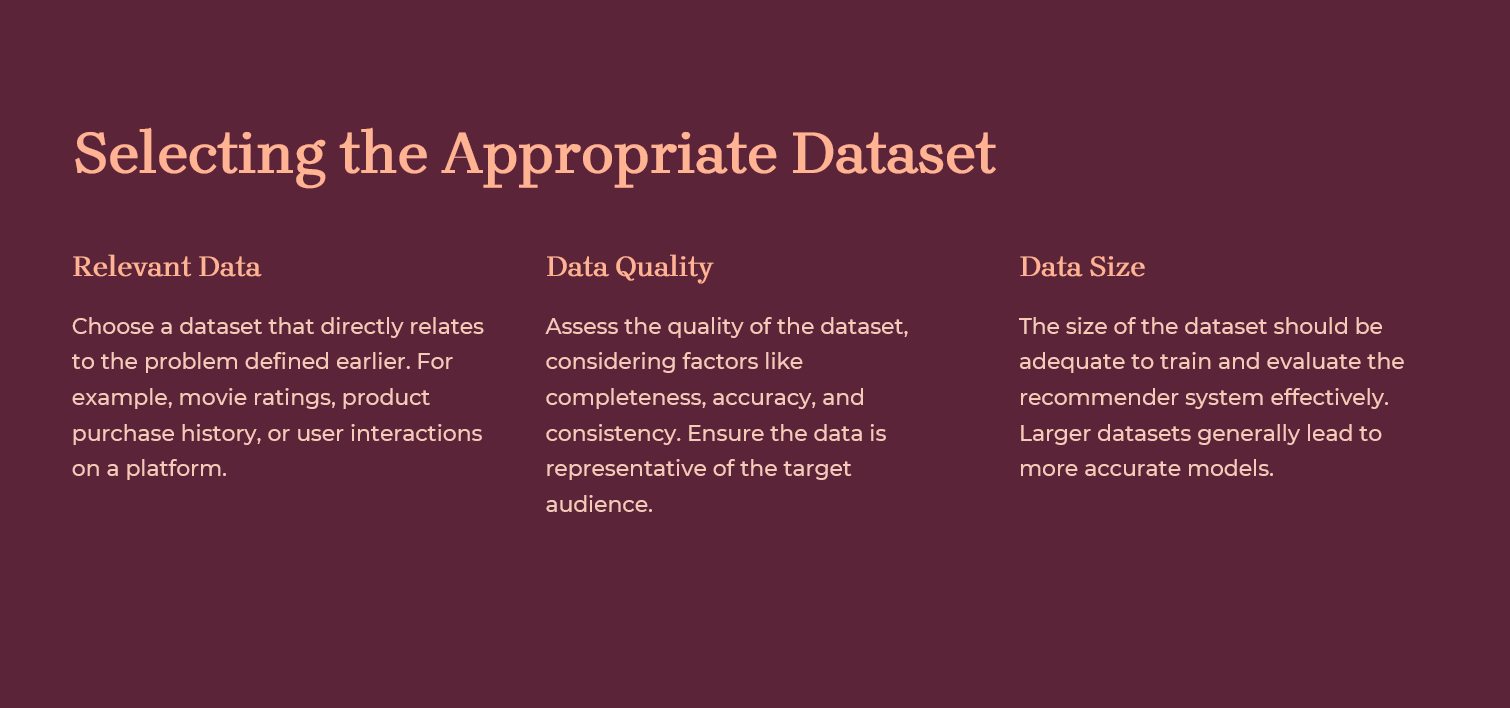 Selecting the Appropriate Dataset
Relevant Data
Choose a dataset that directly relates
to the problem defined earlier. For
example, movie ratings, product
purchase history, or user interactions
on a platform.
Data Quality
Assess the quality of the dataset,
considering factors like
completeness, accuracy, and
consistency. Ensure the data is
representative of the target
audience.
Data Size
The size of the dataset should be
adequate to train and evaluate the
recommender system effectively.
Larger datasets generally lead to
more accurate models.